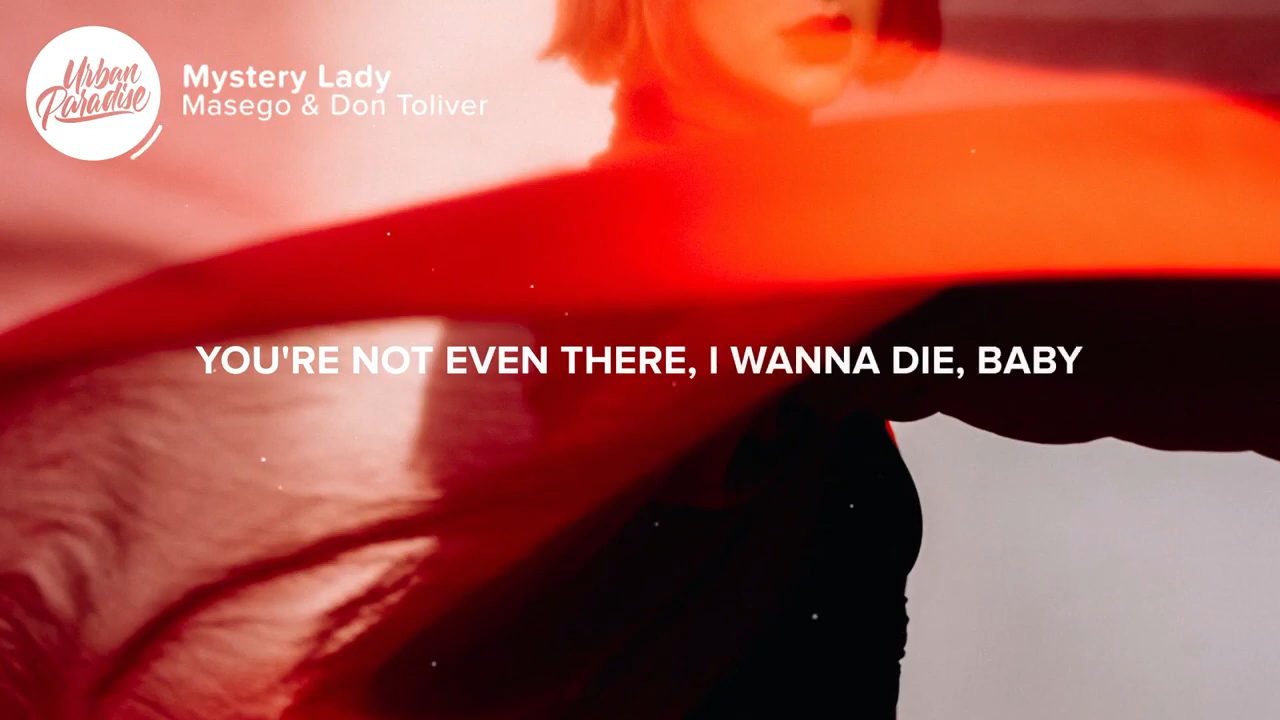 Urban
Paradise
Mystery Lady
Masego & Don Toliver
YOU'RE NOT EVEN THERE, I WANNA DIE, BABY